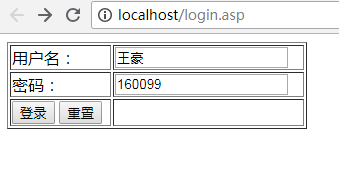 localhost/login.asp
用户名： 王豪
密码： 160099
登录 重置